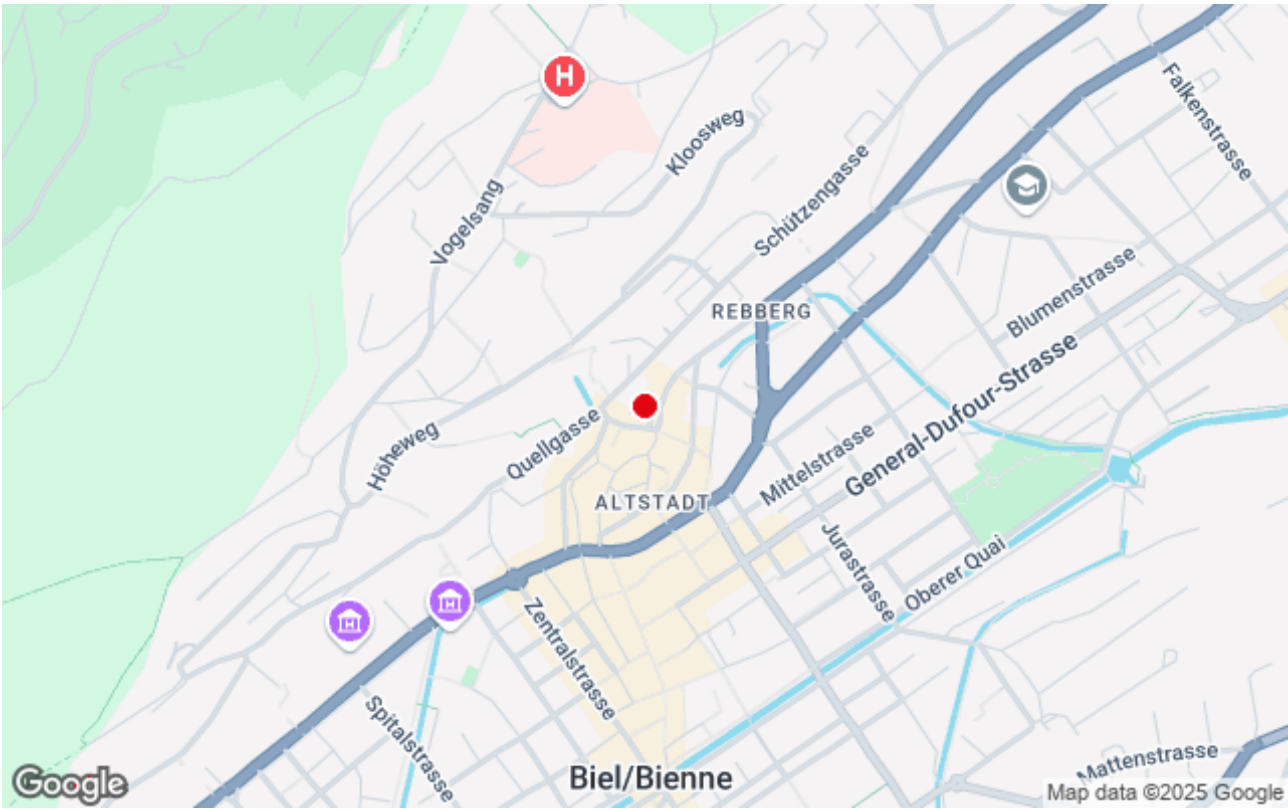 H
Falkenstrasse
Kloosweg
Schützengasse
Vogelsang
Blumenstrasse
REBBERG
General-Dufour-Strasse
Höheweg
Quellgasse
Mittelstrasse
ALTSTADT
Jurastrasse
Oberer Quai
Zentralstrasse
Spitalstrasse
Mattenstrasse
Biel/Bienne
Google
Map data ©2025 Google